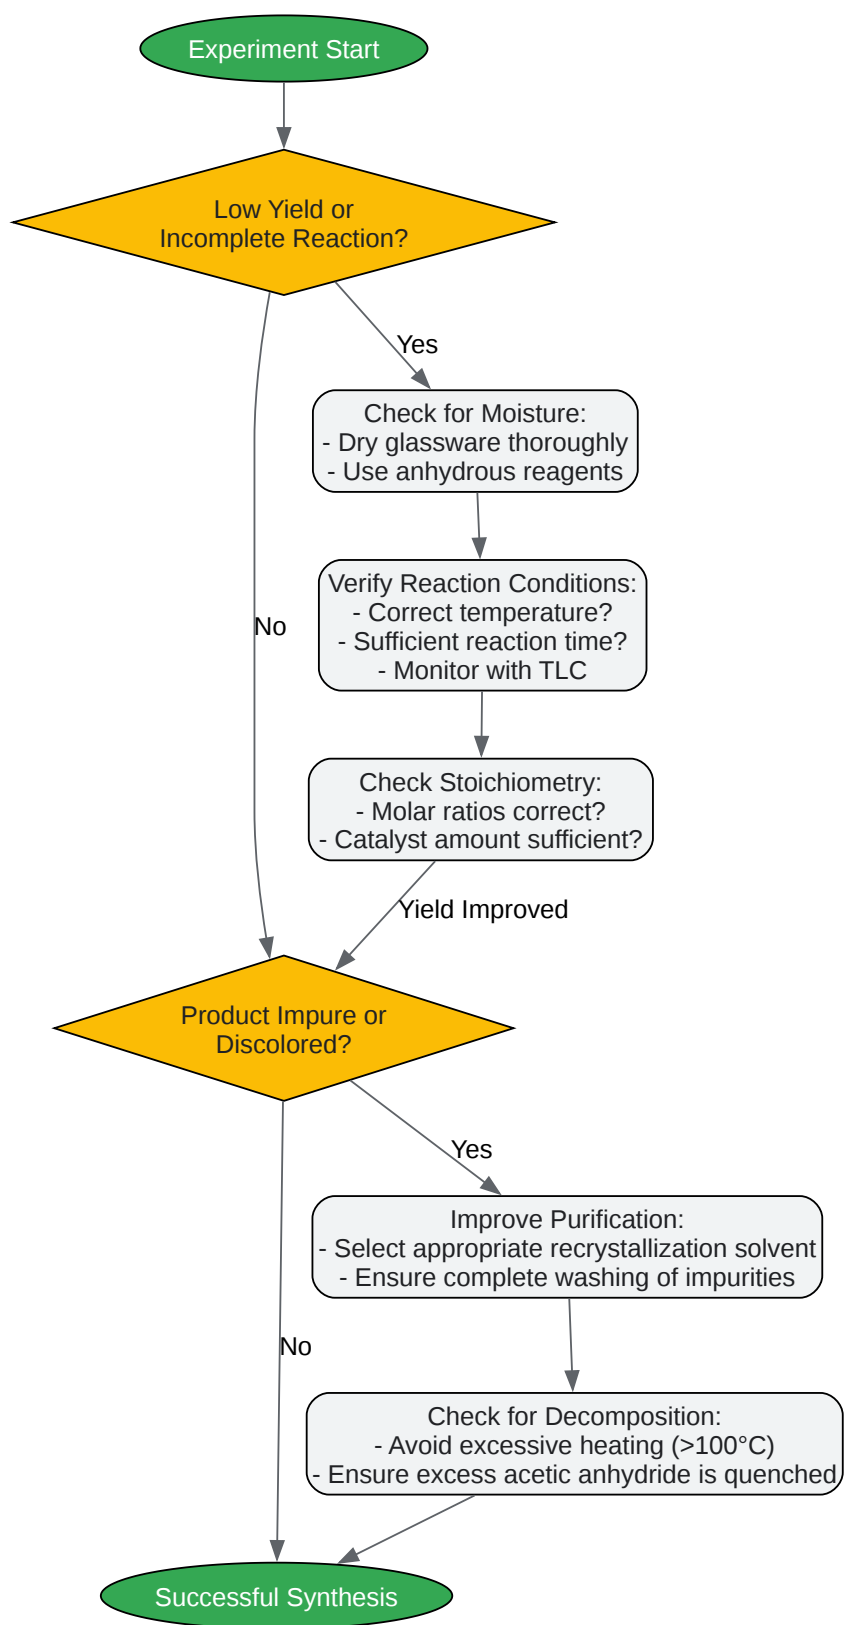 Experiment Start
Low Yield or
Incomplete Reaction?
Yes
Check for Moisture:
- Dry glassware thoroughly
- Use anhydrous reagents
Verify Reaction Conditions:
- Correct temperature?
- Sufficient reaction time?
- Monitor with TLC
No
Check Stoichiometry:
- Molar ratios correct?
- Catalyst amount sufficient?
Yield Improved
Product Impure or
Discolored?
Yes
Improve Purification:
- Select appropriate recrystallization solvent
- Ensure complete washing of impurities
No
Check for Decomposition:
- Avoid excessive heating (>100°C)
- Ensure excess acetic anhydride is quenched
Successful Synthesis